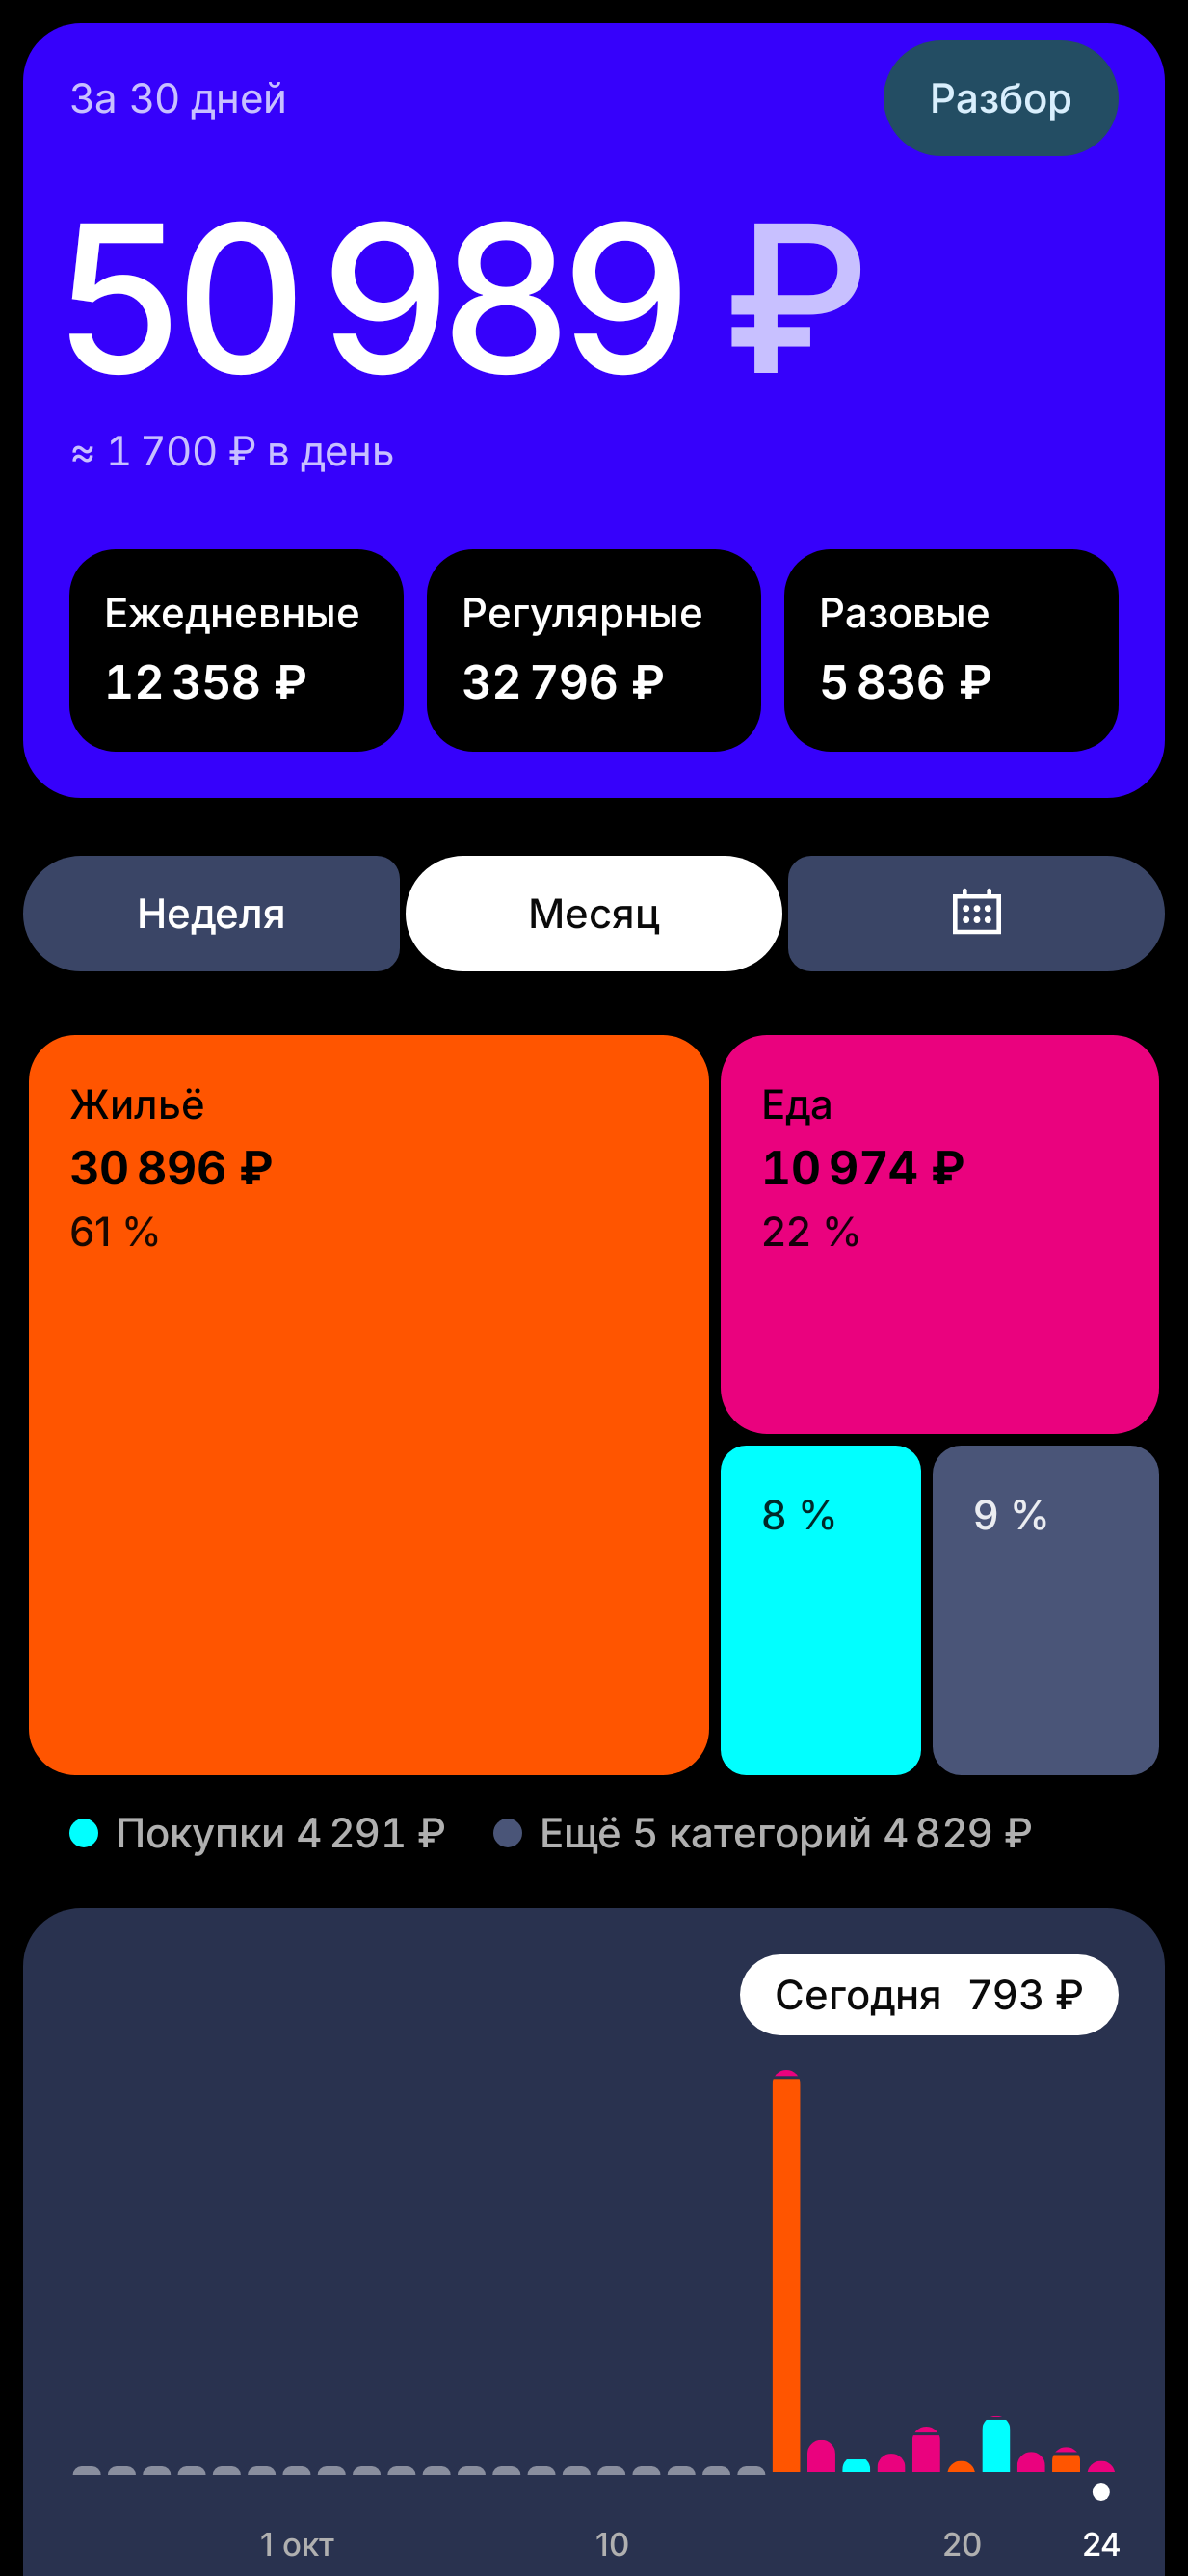 За 30 дней
Разбор
50 989 ₽
≈ 1 700 ₽ в день
Ежедневные
12 358 ₽
Регулярные
32 796 ₽
Разовые
5 836 ₽
Неделя
Месяц
Жильё
30 896 ₽
61 %
Еда
10 974 ₽
22 %
8 %
9 %
Покупки 4 291 ₽
Ещё 5 категорий 4 829 ₽
Сегодня 793 ₽
1 окт
10
20
24